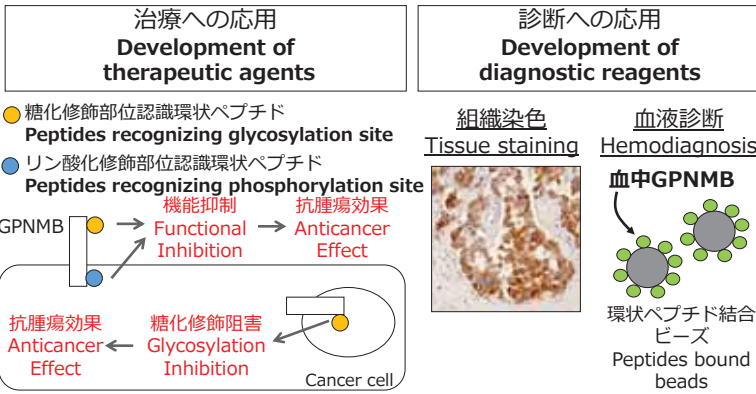 治療への応用
Development of
therapeutic agents
糖化修飾部位認識環状ペプチド
Peptides recognizing glycosylation site
リン酸化修飾部位認識環状ペプチド
Peptides recognizing phosphorylation site
GPNMB
機能抑制
Functional
Inhibition
抗腫瘍効果
Anticancer
Effect
抗腫瘍効果
Anticancer
Effect
糖化修飾阻害
Glycosylation
Inhibition
Cancer cell
診断への応用
Development of
diagnostic reagents
組織染色
Tissue staining
血液診断
Hemodiagnosis
血中GPNMB
環状ペプチド結合
ビーズ
Peptides bound
beads